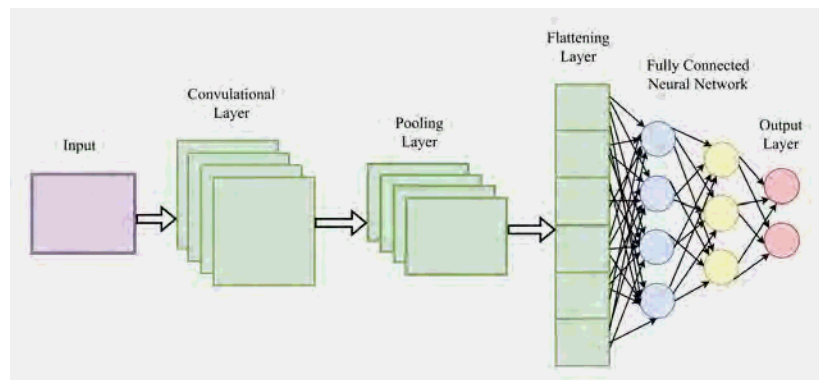 Input
Convulational
Layer
Pooling
Layer
Flattening
Layer
Fully Connected
Neural Network
Output
Layer